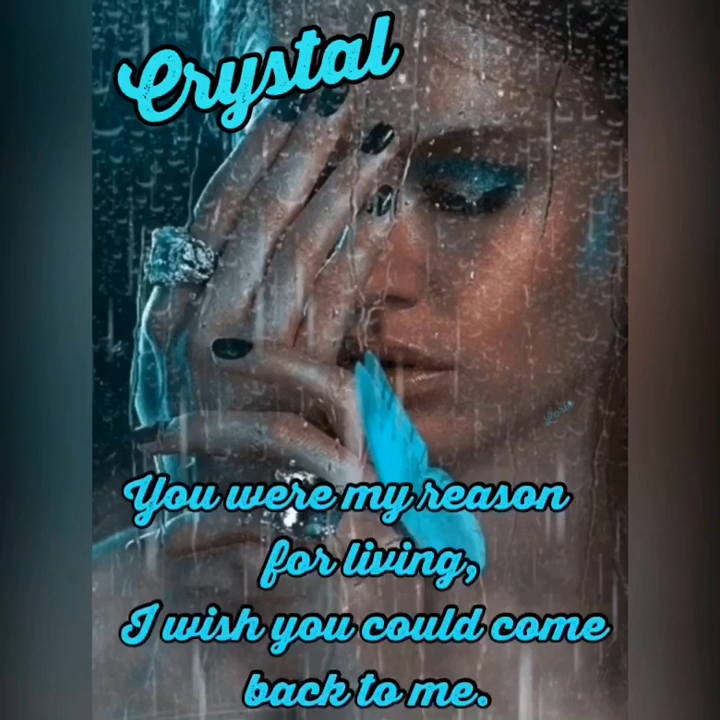 Crystal
You were my reason
for living,
I wish you could come
back to me.